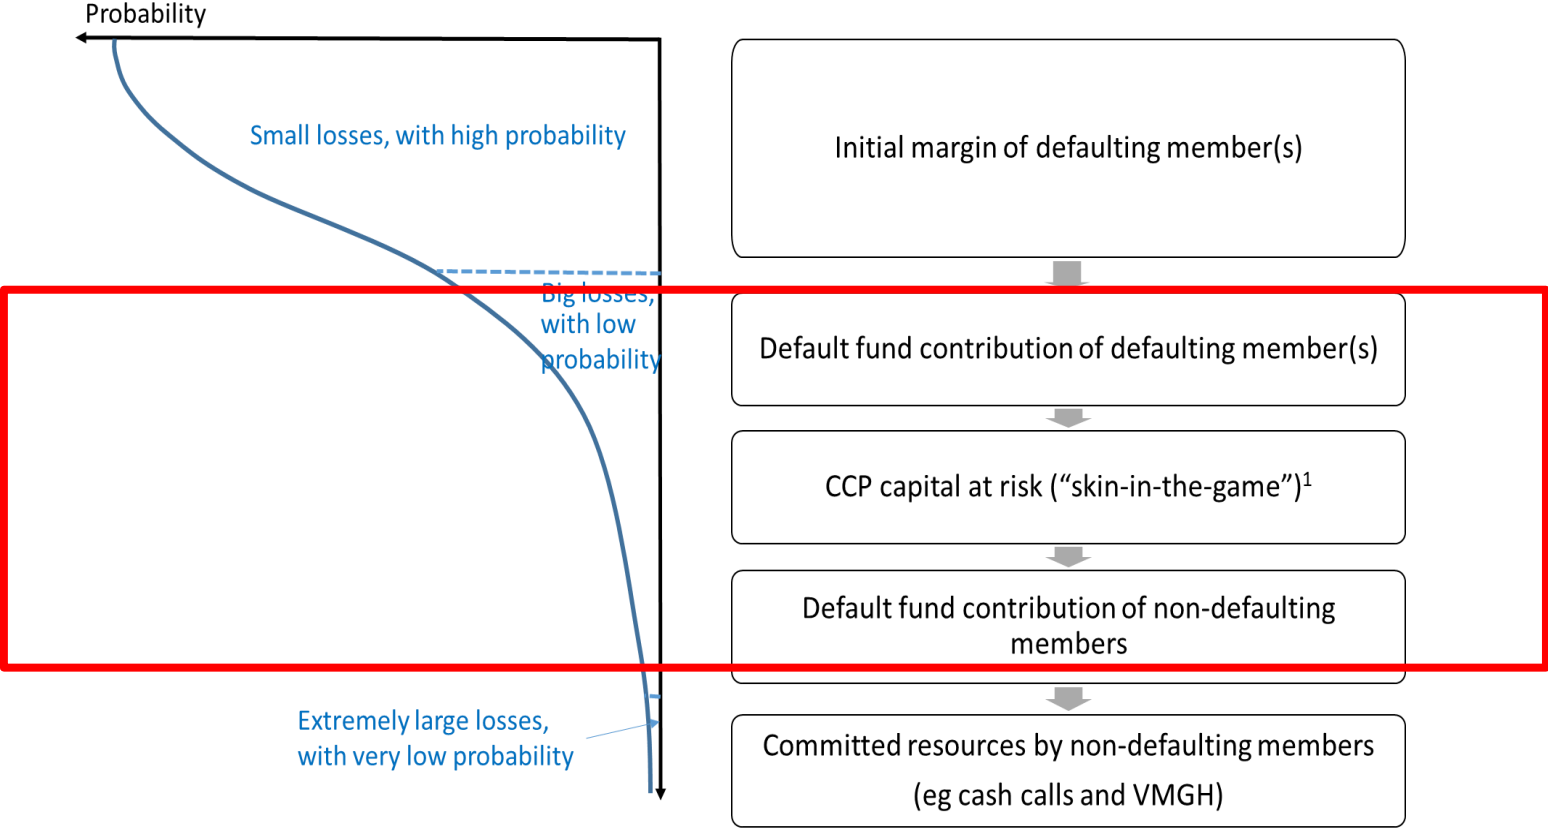 Probability
Small losses, with high probability
Initial margin of defaulting member(s)
Big losses,
with low
probability
Default fund contribution of defaulting member(s)
CCP capital at risk (“skin-in-the-game”)1
Default fund contribution of non-defaulting
members
Extremely large losses,
with very low probability
Committed resources by non-defaulting members
(eg cash calls and VMGH)